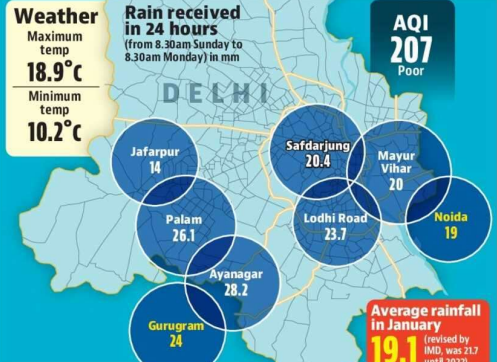 Weather
Maximum
temp
18.9°C
Minimum
temp
10.2°C
Rain received
in 24 hours
(from 8.30am Sunday to
8.30am Monday) in mm
AQI
207
Poor
DELHI
Jafarpur
14
Safdarjung
20.4
Mayur
Vihar
20
Palam
26.1
Lodhi Road
23.7
Noida
19
Ayanagar
28.2
Gurugram
24
Average rainfall
in January
19.1
(revised by
IMD, was 21.7
until 2022)